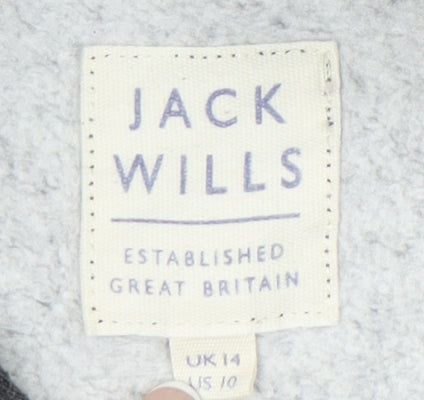 JACK
WILLS
ESTABLISHED
GREAT BRITAIN
UK 14
US 10